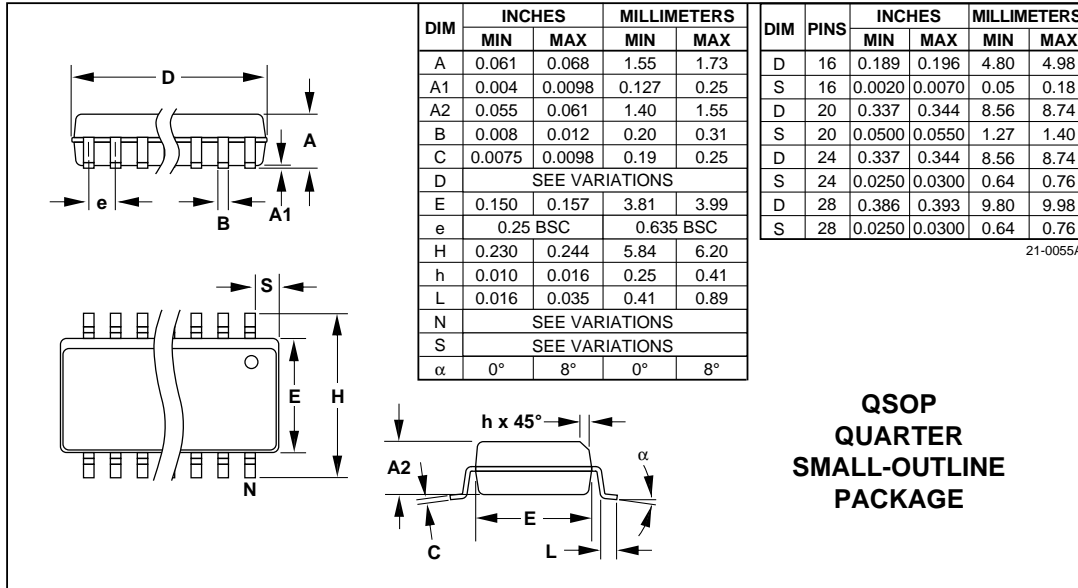 D
A
e
B
A1
S
E
H
N
h x 45°
A2
α
E
C
L
DIM INCHES MILLIMETERS
MIN MAX MIN MAX
A 0.061 0.068 1.55 1.73
A1 0.004 0.0098 0.127 0.25
A2 0.055 0.061 1.40 1.55
B 0.008 0.012 0.20 0.31
C 0.0075 0.0098 0.19 0.25
D SEE VARIATIONS
E 0.150 0.157 3.81 3.99
e 0.25 BSC 0.635 BSC
H 0.230 0.244 5.84 6.20
h 0.010 0.016 0.25 0.41
L 0.016 0.035 0.41 0.89
N SEE VARIATIONS
S SEE VARIATIONS
α 0° 8° 0° 8°
DIM PINS INCHES MILLIMETERS
MIN MAX MIN MAX
D 16 0.189 0.196 4.80 4.98
S 16 0.0020 0.0070 0.05 0.18
D 20 0.337 0.344 8.56 8.74
S 20 0.0500 0.0550 1.27 1.40
D 24 0.337 0.344 8.56 8.74
S 24 0.0250 0.0300 0.64 0.76
D 28 0.386 0.393 9.80 9.98
S 28 0.0250 0.0300 0.64 0.76
21-0055A
QSOP
QUARTER
SMALL-OUTLINE
PACKAGE